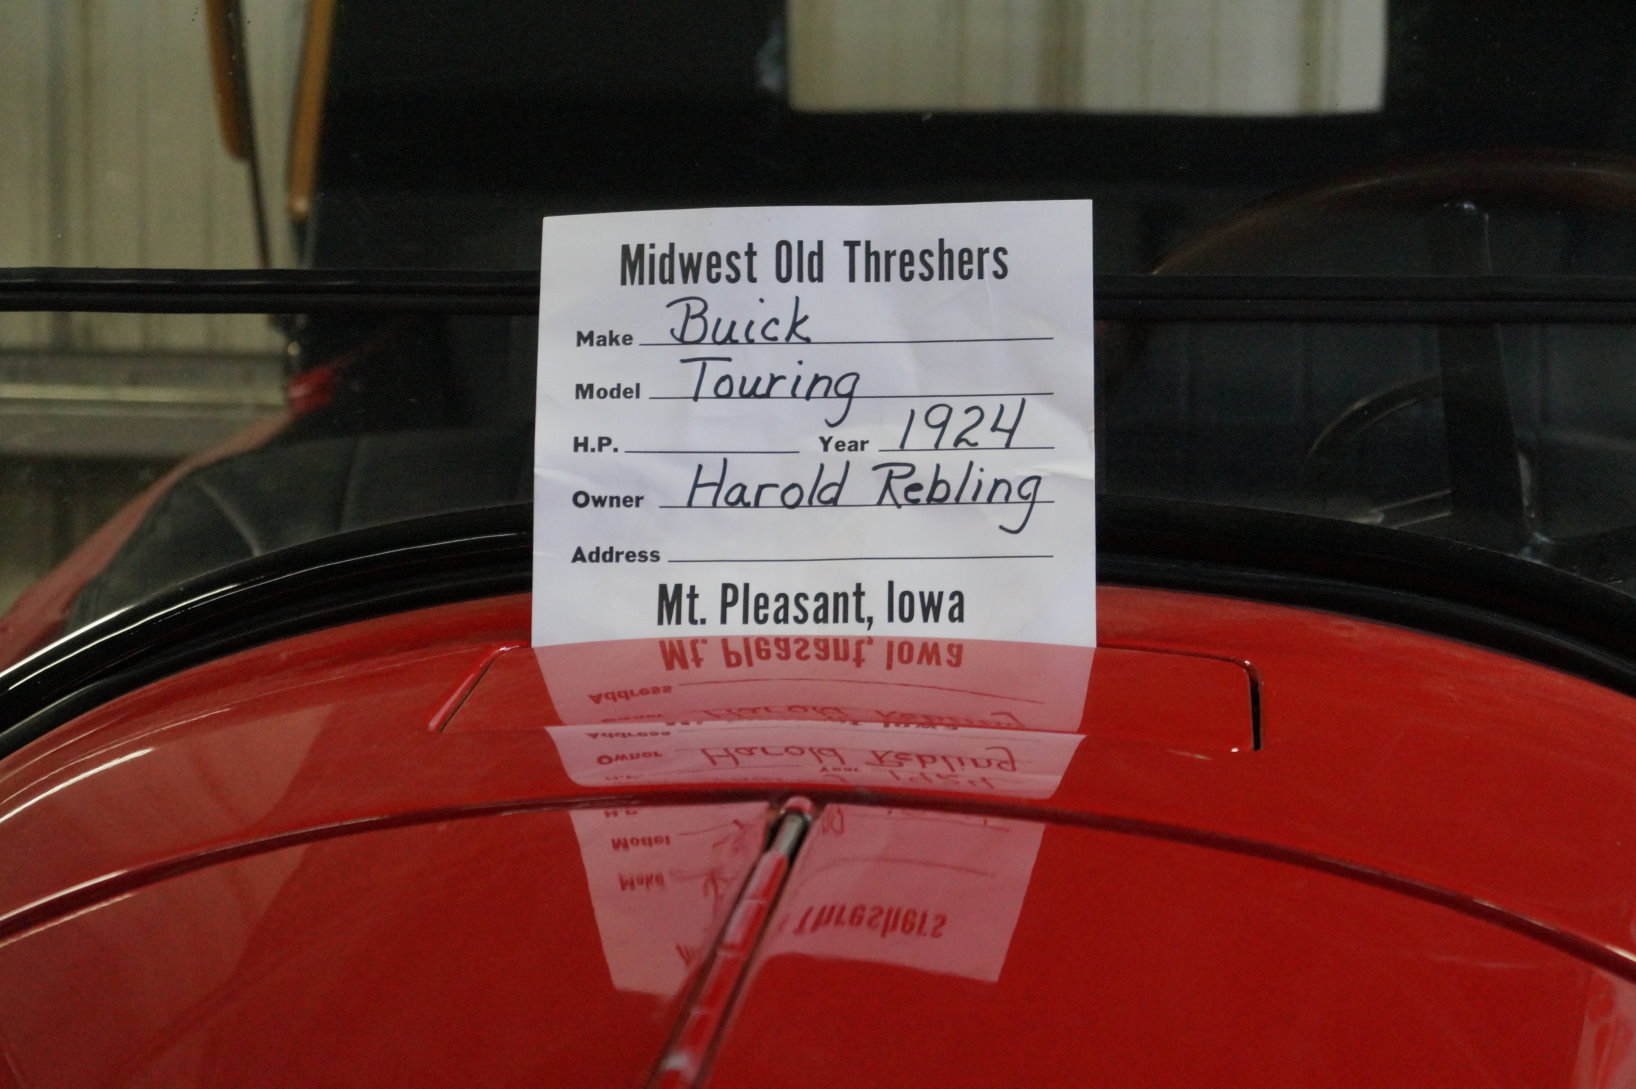 Midwest Old Threshers
Make Buick
Model Touring
H.P. Year 1924
Owner Harold Rebling
Address
Mt. Pleasant, Iowa